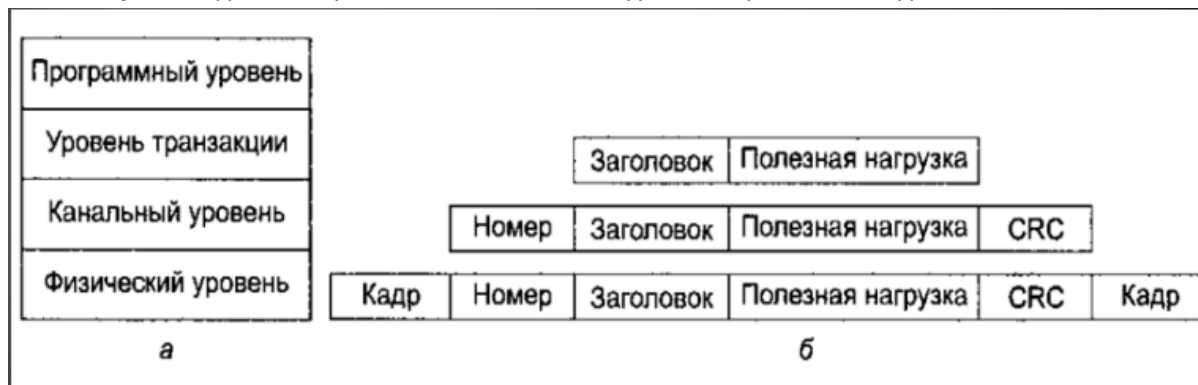 Программный уровень
Уровень транзакции
Заголовок Полезная нагрузка
Канальный уровень
Номер Заголовок Полезная нагрузка CRC
Физический уровень
Кадр Номер Заголовок Полезная нагрузка CRC Кадр
а б